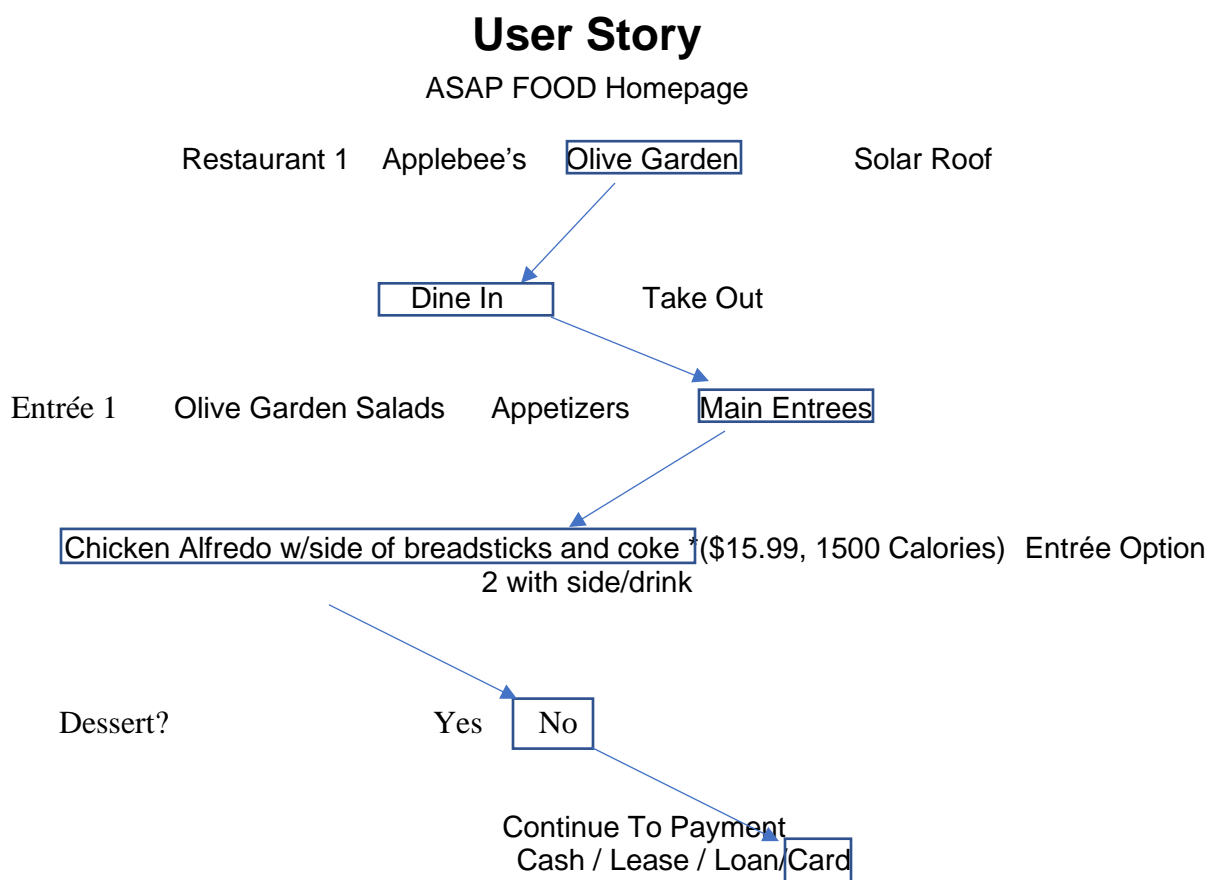 User Story
ASAP FOOD Homepage
Restaurant 1 Applebee’s Olive Garden Solar Roof
Dine In Take Out
Entrée 1 Olive Garden Salads Appetizers Main Entrees
Chicken Alfredo w/side of breadsticks and coke *($15.99, 1500 Calories) Entrée Option
2 with side/drink
Dessert? Yes No
Continue To Payment
Cash / Lease / Loan/Card